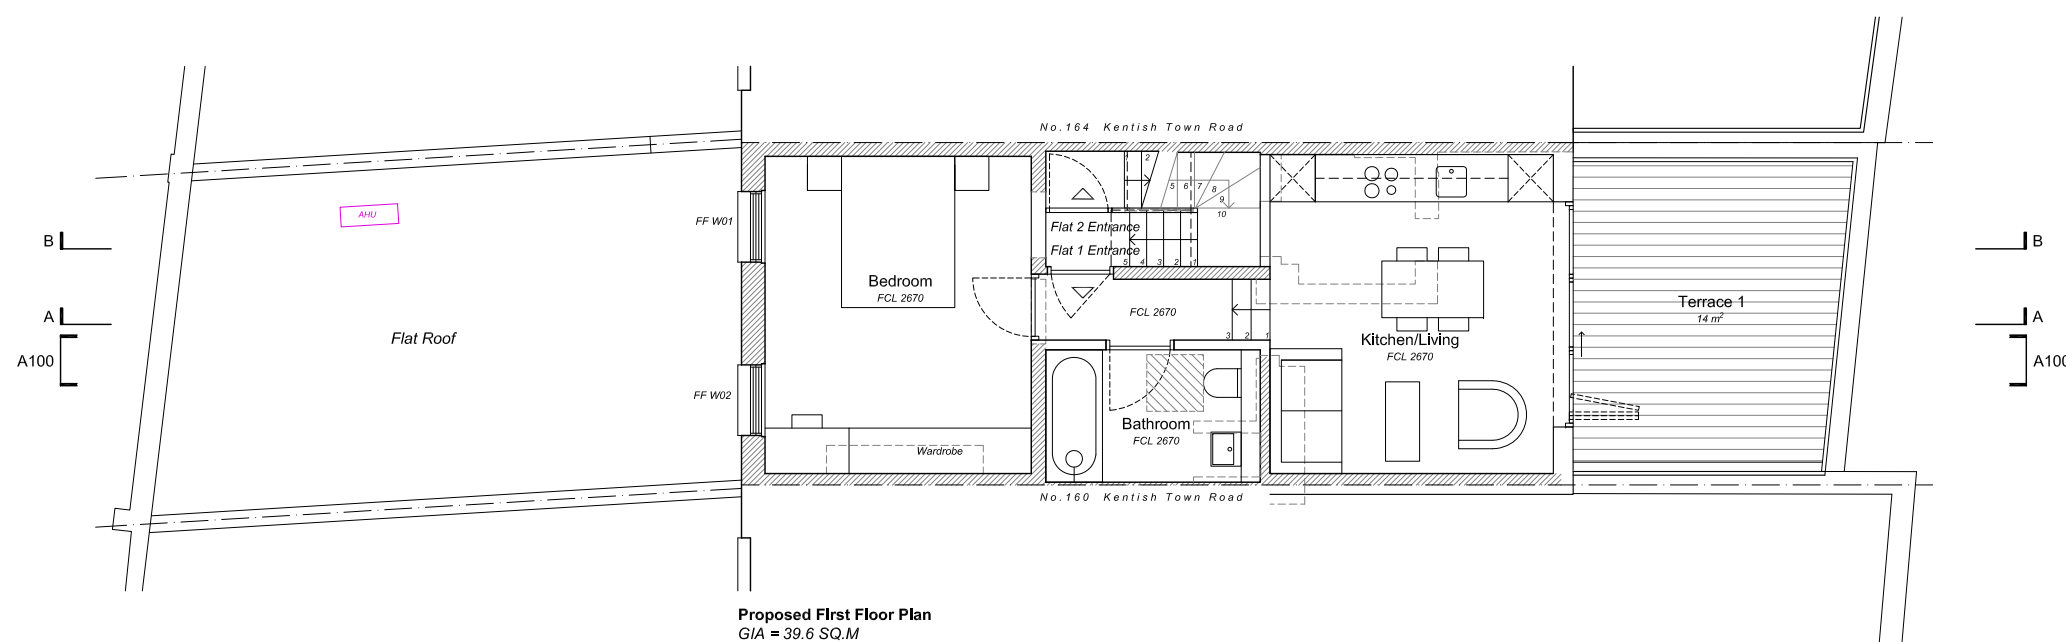 No.164 Kentish Town Road
2
5 6 7 8 9 10
AHU
FF W01
Flat 2 Entrance
B
B
Flat 1 Entrance
5 4 3 2 1
Bedroom
FCL 2670
Terrace 1
14 m²
FCL 2670
A
A
Flat Roof
3 2 1
Kitchen/Living
FCL 2670
A100
A100
FF W02
Bathroom
FCL 2670
Wardrobe
No.160 Kentish Town Road
Proposed First Floor Plan
GIA = 39.6 SQ.M